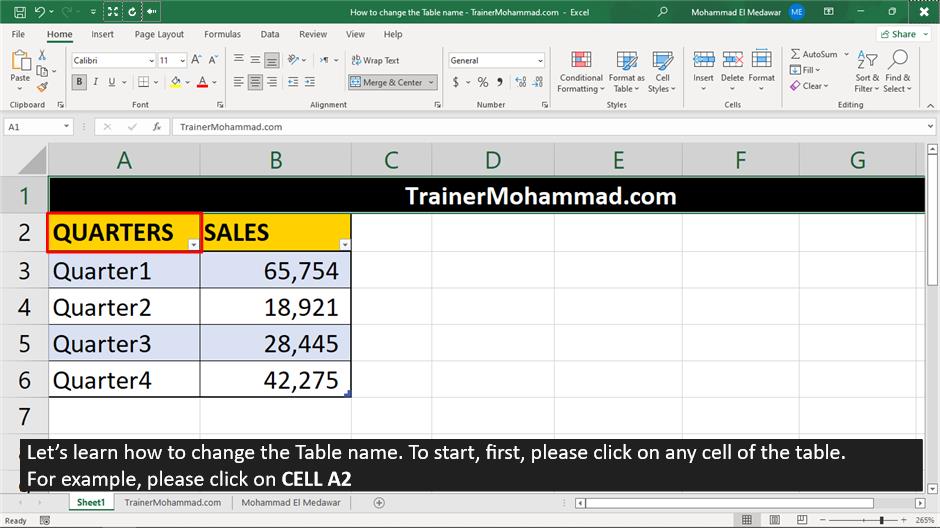 How to change the Table name - TrainerMohammad.com - Excel
Mohammad El Medawar ME
File Home Insert Page Layout Formulas Data Review View Help Share
Paste
Clipboard
Calibri 11 A A
B I U A
Font
ab Wrap Text
Merge & Center
Alignment
General
$ % 9
Number
Conditional Formatting
Format as Table
Cell Styles
Styles
Insert Delete Format
Cells
AutoSum
Fill
Clear
Sort & Filter
Find & Select
Editing
A1 fx TrainerMohammad.com
A B C D E F G
1 TrainerMohammad.com
2 QUARTERS SALES
3 Quarter1 65,754
4 Quarter2 18,921
5 Quarter3 28,445
6 Quarter4 42,275
7
Let’s learn how to change the Table name. To start, first, please click on any cell of the table.
For example, please click on CELL A2
Sheet1 TrainerMohammad.com Mohammad El Medawar
Ready 265%